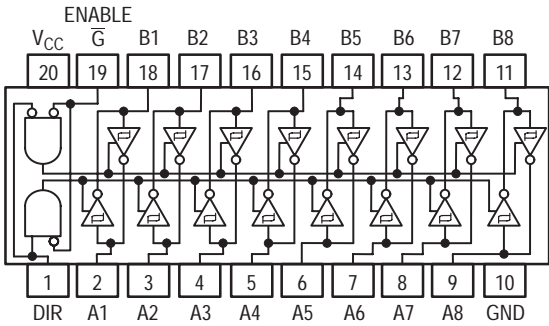 ENABLE
VCC G B1 B2 B3 B4 B5 B6 B7 B8
20 19 18 17 16 15 14 13 12 11
1 2 3 4 5 6 7 8 9 10
DIR A1 A2 A3 A4 A5 A6 A7 A8 GND